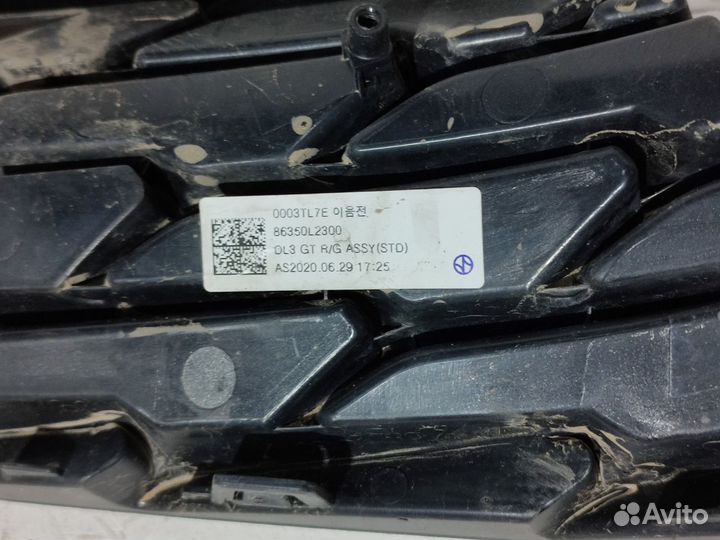 0003TL7E 이음전
86350L2300
DL3 GT R/G ASSY(STD)
AS2020.06.29 17:25
Avito